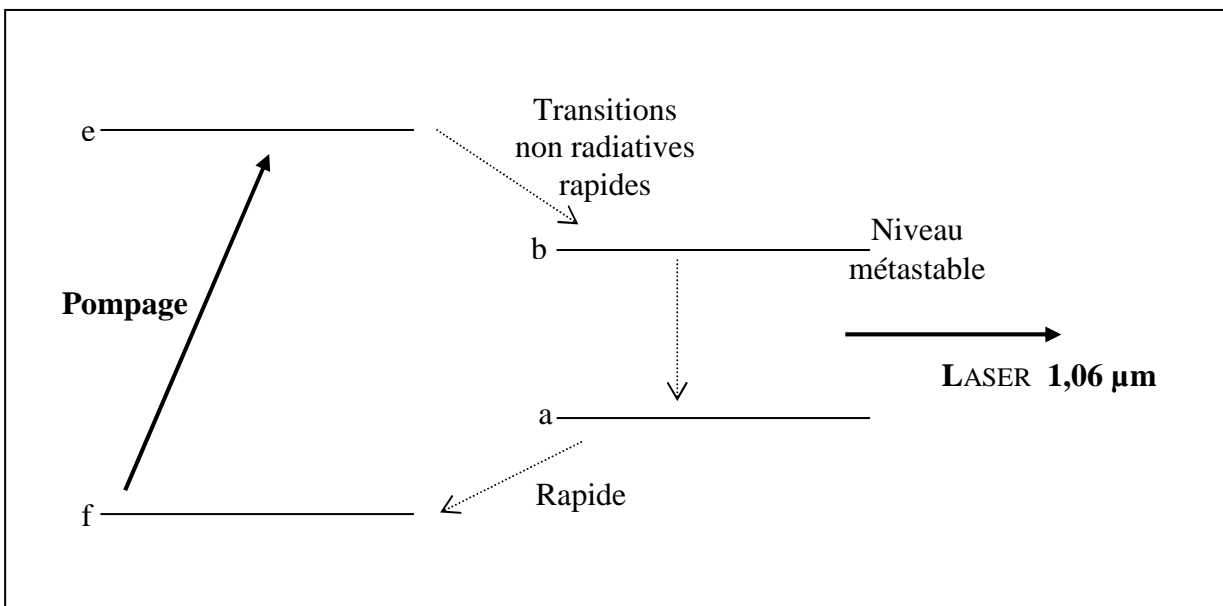 Transitions
non radiatives
rapides
e
b
Niveau
métastable
Pompage
LASER 1,06 µm
a
Rapide
f